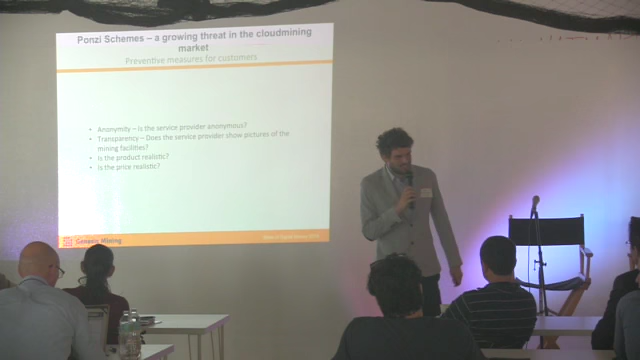 Ponzi Schemes – a growing threat in the cloudmining
market
Preventive measures for customers
• Anonymity – Is the service provider anonymous?
• Transparency – Does the service provider show pictures of the
mining facilities?
• Is the product realistic?
• Is the price realistic?
Genesis Mining